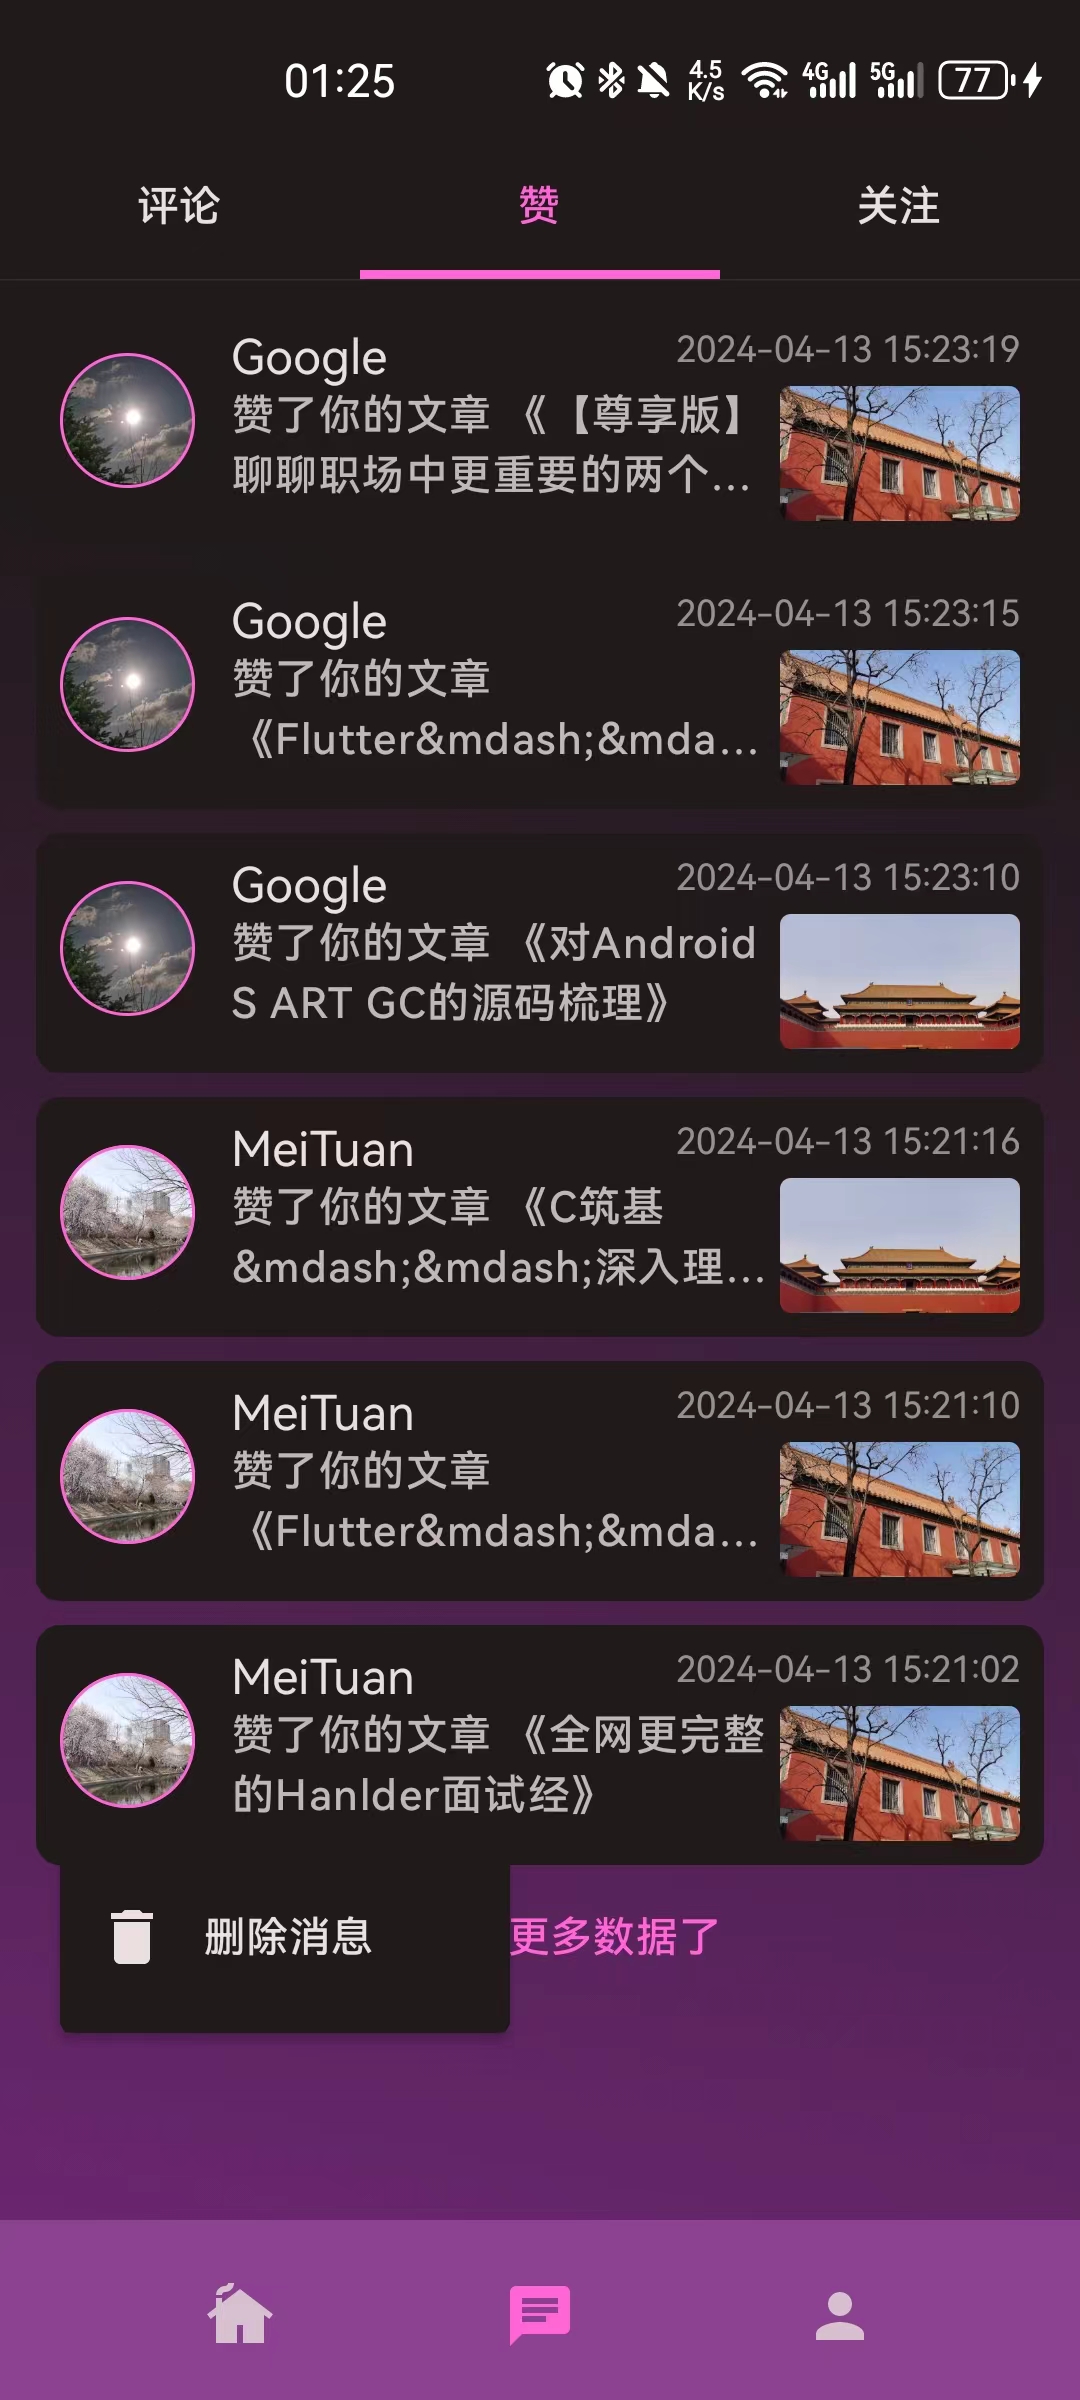 01:25
4.5 K/s
4G
5G
77
评论
赞
关注
Google
2024-04-13 15:23:19
赞了你的文章 《【尊享版】
聊聊职场中更重要的两个...
Google
2024-04-13 15:23:15
赞了你的文章
《Flutter&mdash;&mda...
Google
2024-04-13 15:23:10
赞了你的文章 《对Android
S ART GC的源码梳理》
MeiTuan
2024-04-13 15:21:16
赞了你的文章 《C筑基
&mdash;&mdash;深入理...
MeiTuan
2024-04-13 15:21:10
赞了你的文章
《Flutter&mdash;&mda...
MeiTuan
2024-04-13 15:21:02
赞了你的文章 《全网更完整
的Hanlder面试经》
删除消息
更多数据了